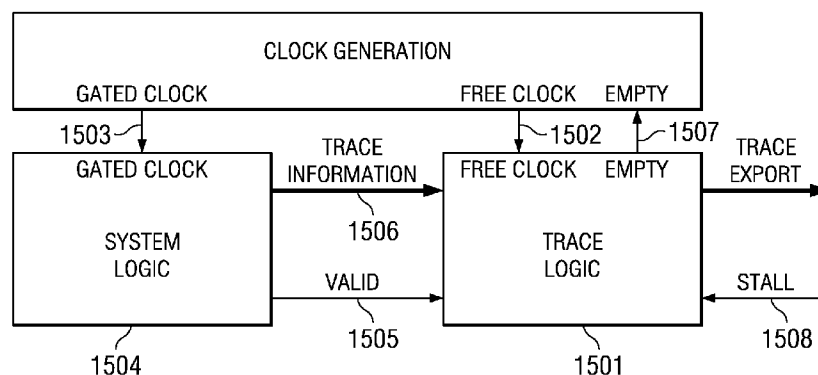 CLOCK GENERATION
GATED CLOCK
FREE CLOCK
EMPTY
1503
1502
1507
GATED CLOCK
TRACE
INFORMATION
FREE CLOCK
EMPTY
TRACE
EXPORT
1506
SYSTEM
LOGIC
TRACE
LOGIC
VALID
STALL
1505
1508
1504
1501